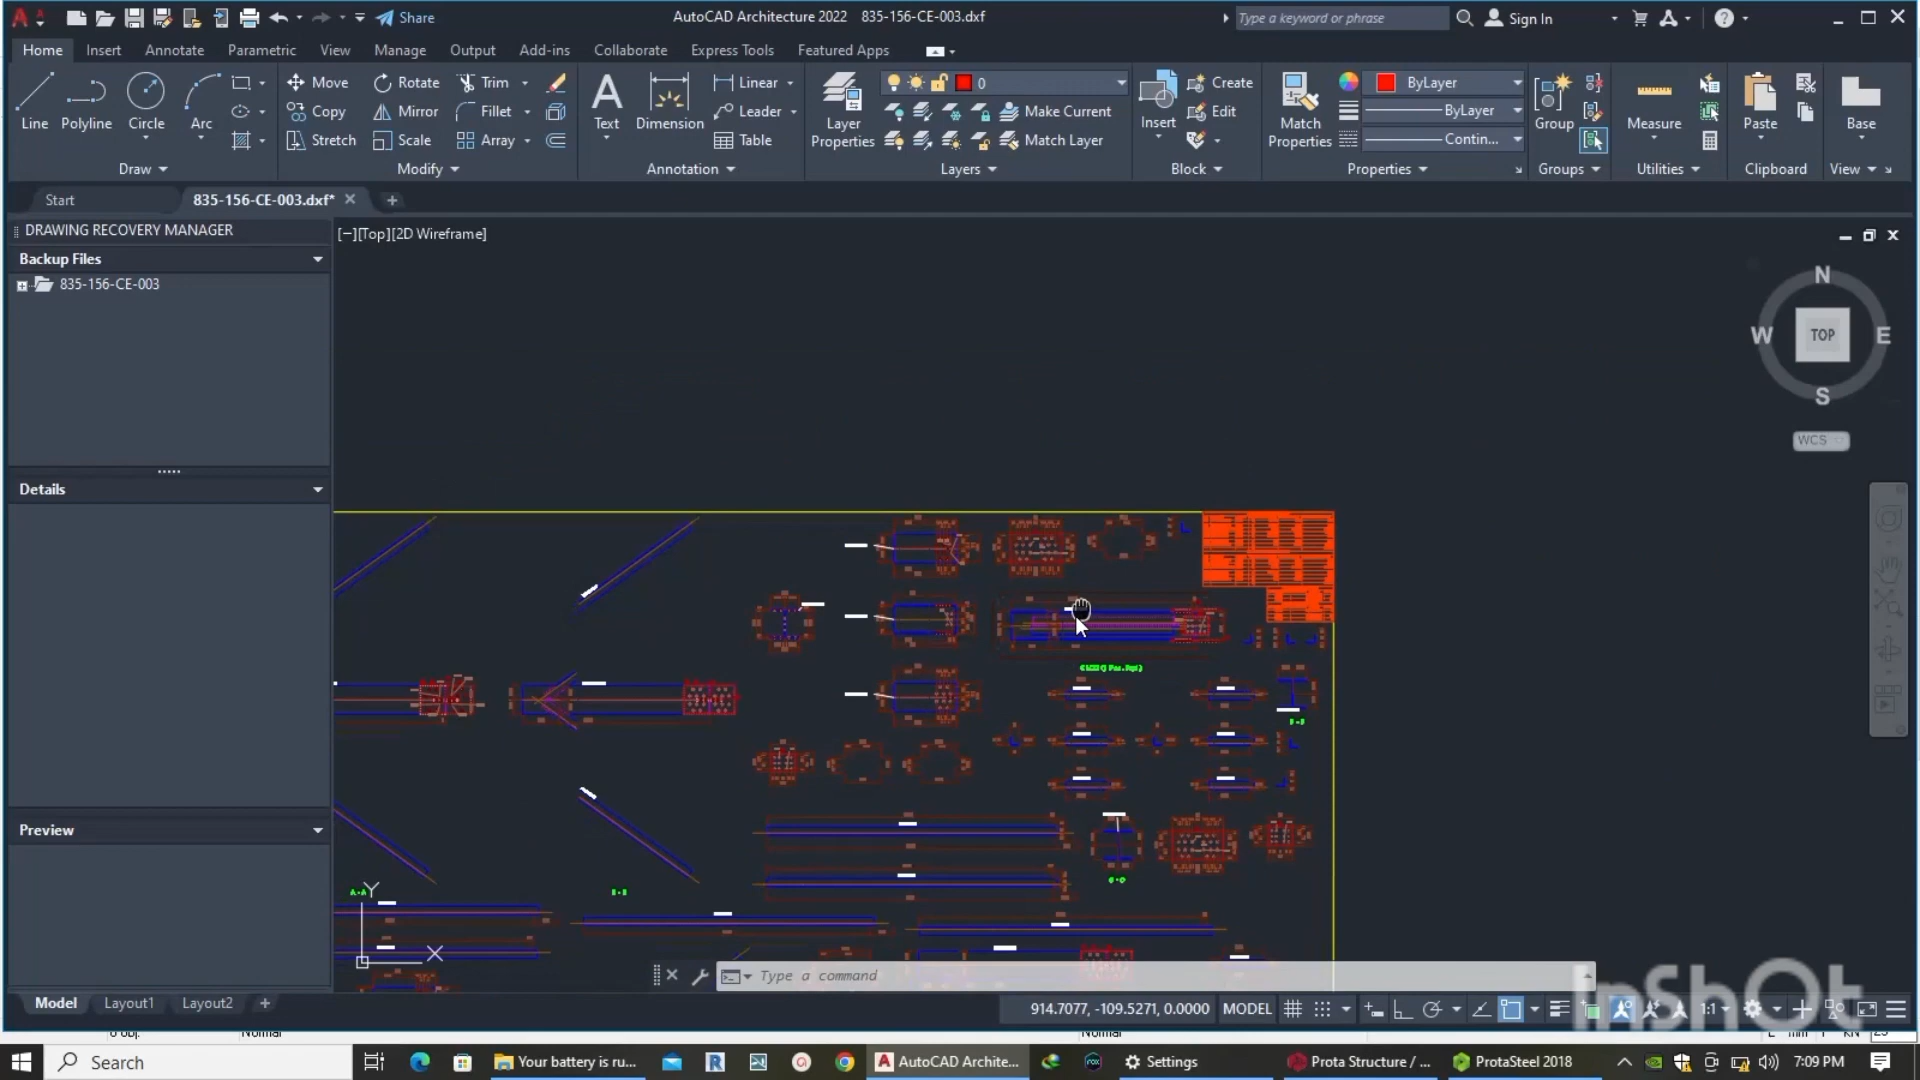 Share
AutoCAD Architecture 2022 835-156-CE-003.dxf
Type a keyword or phrase
Sign In
Home Insert Annotate Parametric View Manage Output Add-ins Collaborate Express Tools Featured Apps
Move Rotate Trim Linear 0 Create ByLayer
Copy Mirror Fillet Leader Make Current Edit ByLayer
Line Polyline Circle Arc Text Dimension Layer Properties Insert Match Properties Group Measure Paste Base
Stretch Scale Array Table Match Layer Contin...
Draw Modify Annotation Layers Block Properties Groups Utilities Clipboard View
Start 835-156-CE-003.dxf*
DRAWING RECOVERY MANAGER
[−][Top][2D Wireframe]
Backup Files
835-156-CE-003
N
W TOP E
S
WCS
Details
Preview
A-A
Y
X
Type a command
InShOt
Model Layout1 Layout2
914.7077, -109.5271, 0.0000 MODEL 1:1
Normal Normal
Search
Your battery is ru...
AutoCAD Archite...
Settings
Prota Structure / ...
ProtaSteel 2018
7:09 PM